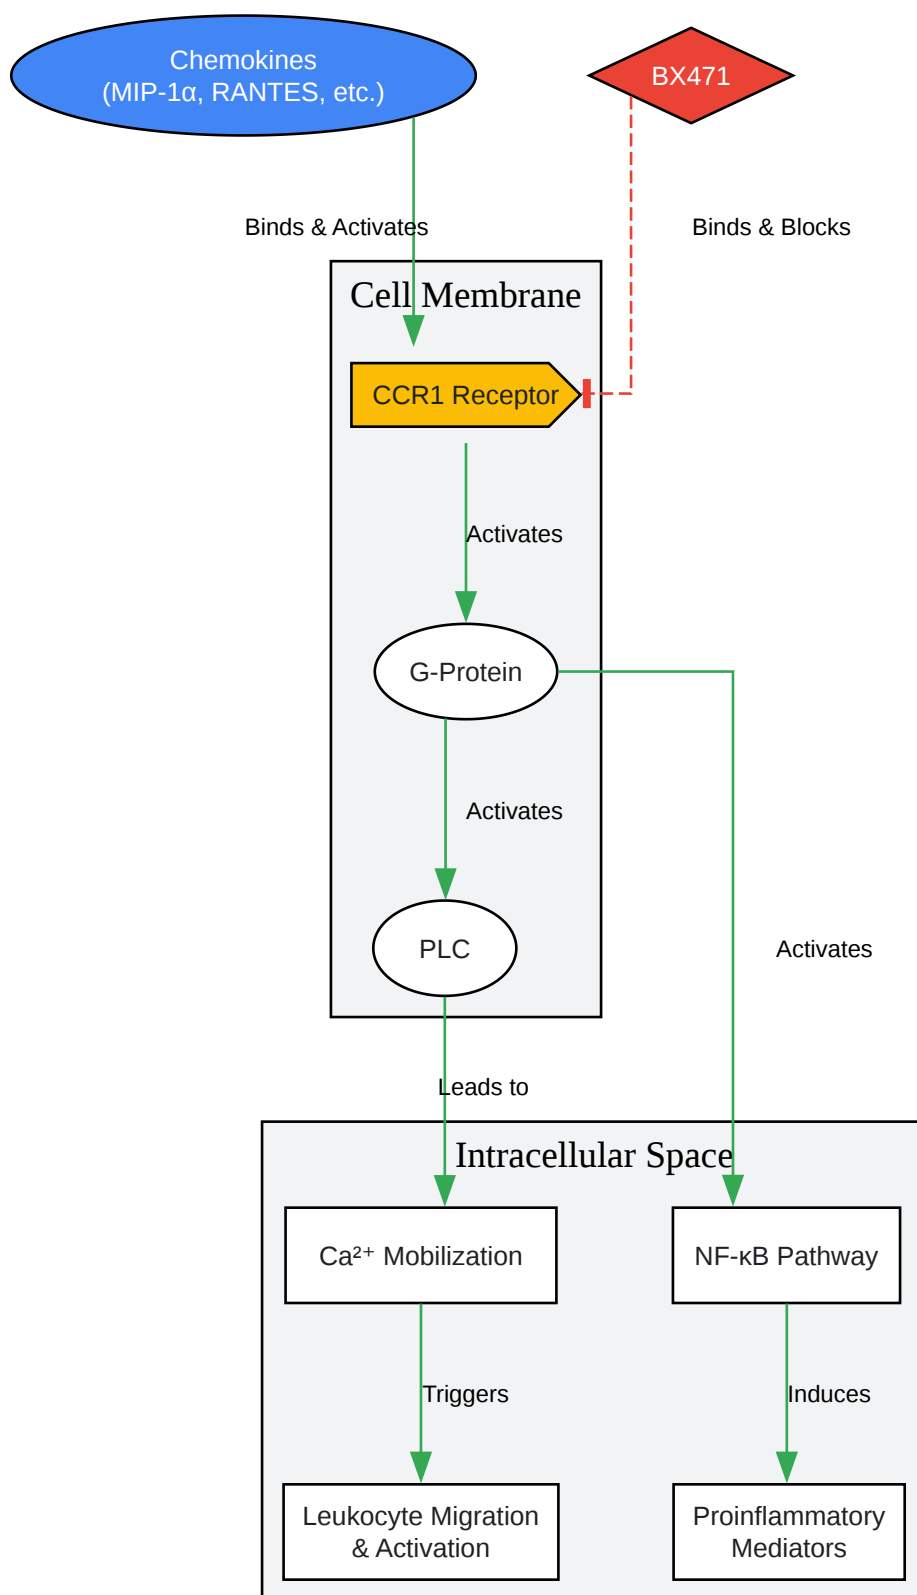 Chemokines
(MIP-1α, RANTES, etc.)
BX471
Binds & Activates
Binds & Blocks
Cell Membrane
CCR1 Receptor
Activates
G-Protein
Activates
PLC
Activates
Leads to
Intracellular Space
Ca²⁺ Mobilization
NF-κB Pathway
Triggers
Induces
Leukocyte Migration
& Activation
Proinflammatory
Mediators